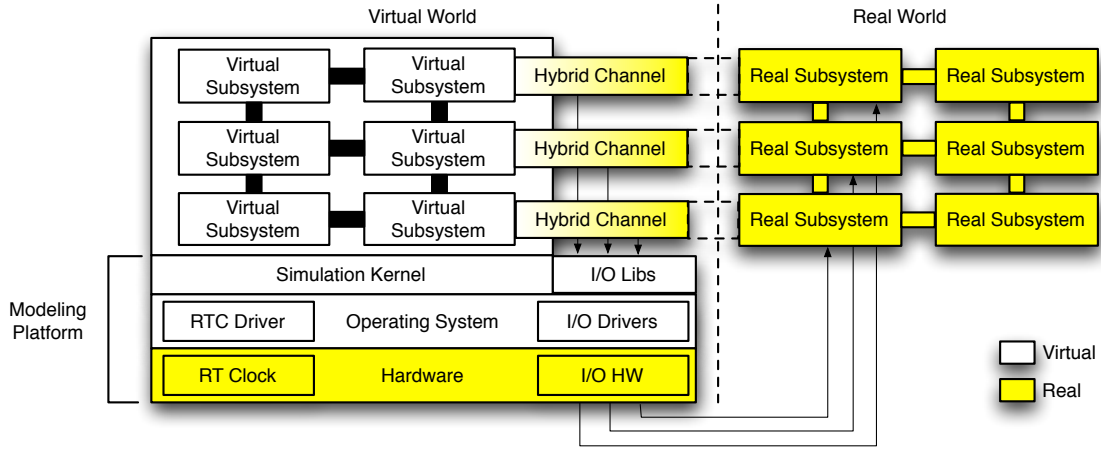 Virtual World
Real World
Virtual
Subsystem
Virtual
Subsystem
Hybrid Channel
Real Subsystem
Real Subsystem
Virtual
Subsystem
Virtual
Subsystem
Hybrid Channel
Real Subsystem
Real Subsystem
Virtual
Subsystem
Virtual
Subsystem
Hybrid Channel
Real Subsystem
Real Subsystem
Modeling
Platform
Simulation Kernel
I/O Libs
RTC Driver
Operating System
I/O Drivers
RT Clock
Hardware
I/O HW
Virtual
Real